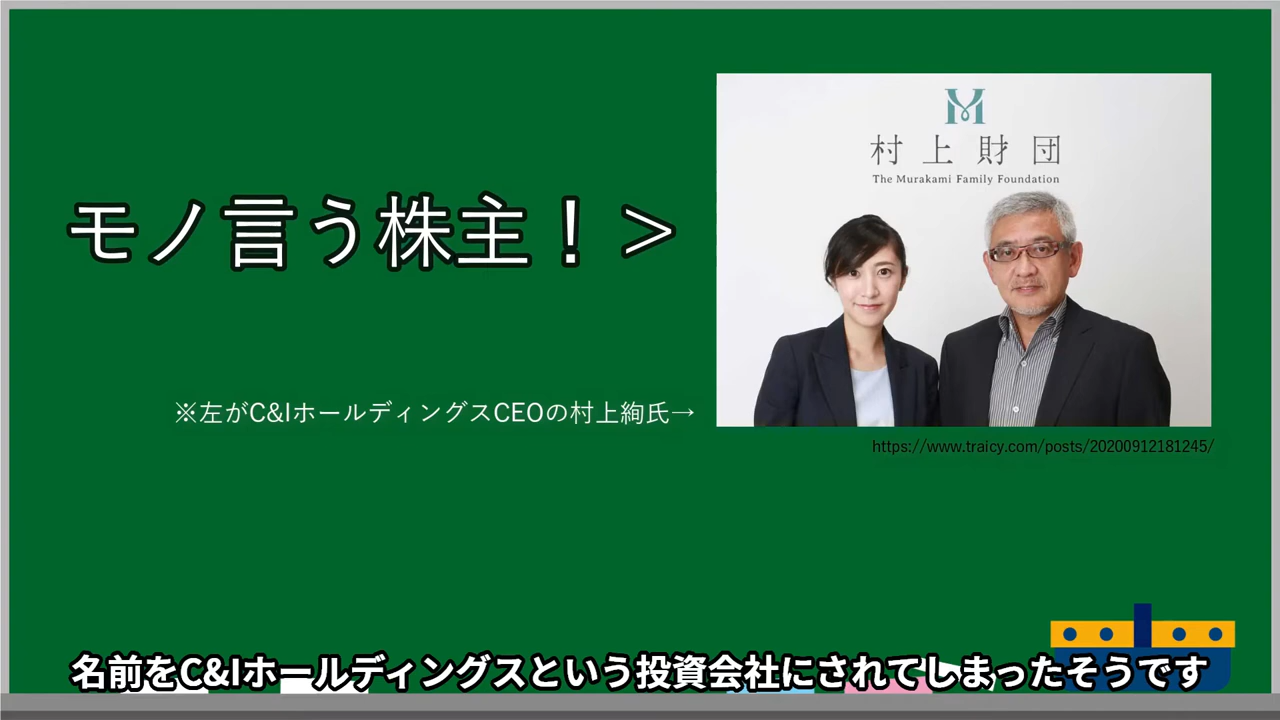 村上財団
The Murakami Family Foundation
モノ言う株主！＞
※左がC&IホールディングスCEOの村上絢氏→
https://www.traicy.com/posts/20200912181245/
名前をC&Iホールディングスという投資会社にされてしまったそうです